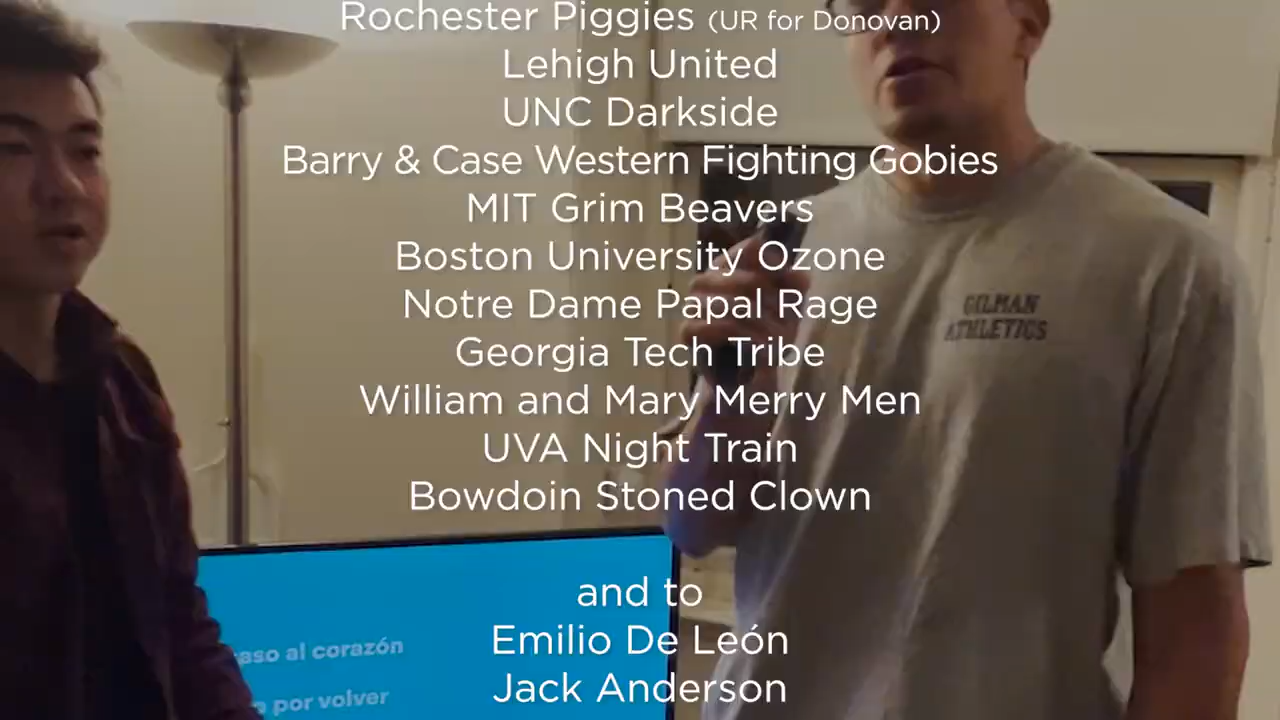 Rochester Piggies (UR for Donovan)
Lehigh United
UNC Darkside
Barry & Case Western Fighting Gobies
MIT Grim Beavers
Boston University Ozone
Notre Dame Papal Rage
Georgia Tech Tribe
William and Mary Merry Men
UVA Night Train
Bowdoin Stoned Clown
and to
Emilio De León
Jack Anderson
GILMAN
ATHLETICS
al corazón
por volver